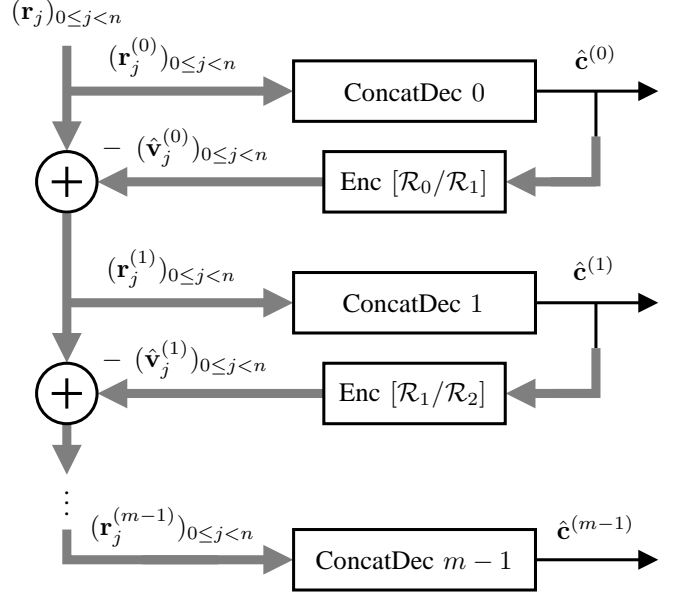 (𝐫_j)_{0≤j<n}
(𝐫_j^{(0)})_{0≤j<n}
ConcatDec 0
𝐜̂^{(0)}
− (𝐯̂_j^{(0)})_{0≤j<n}
Enc [ℛ_0/ℛ_1]
+
(𝐫_j^{(1)})_{0≤j<n}
ConcatDec 1
𝐜̂^{(1)}
− (𝐯̂_j^{(1)})_{0≤j<n}
Enc [ℛ_1/ℛ_2]
+
⋮
(𝐫_j^{(m−1)})_{0≤j<n}
ConcatDec m − 1
𝐜̂^{(m−1)}